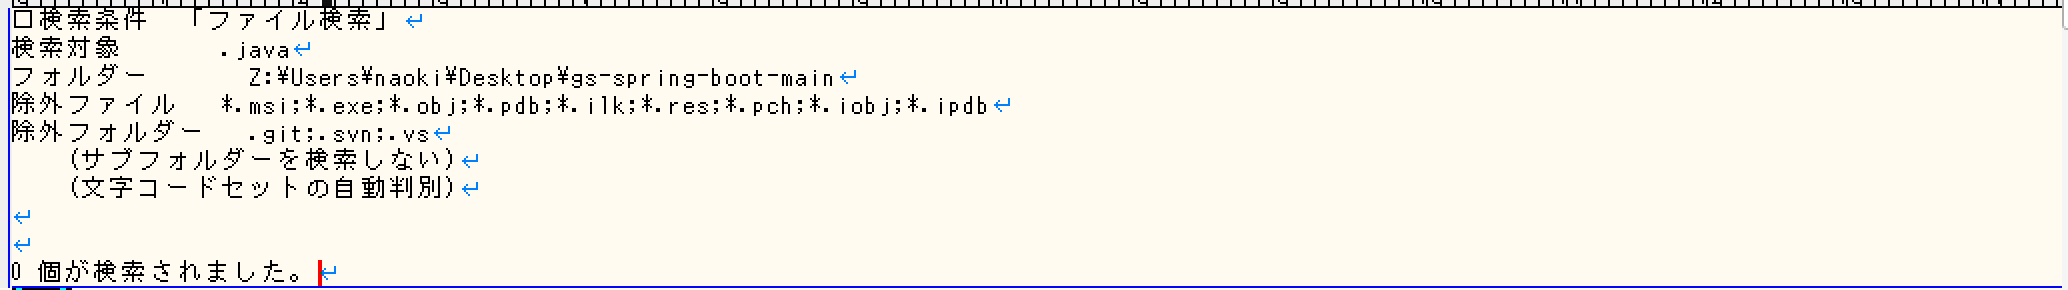 □検索条件　「ファイル検索」
検索対象　　　　.java
フォルダー　　　　Z:¥Users¥naoki¥Desktop¥gs-spring-boot-main
除外ファイル　　*.msi;*.exe;*.obj;*.pdb;*.ilk;*.res;*.pch;*.iobj;*.ipdb
除外フォルダー　　.git;.svn;.vs
　　(サブフォルダーを検索しない)
　　(文字コードセットの自動判別)
0 個が検索されました。